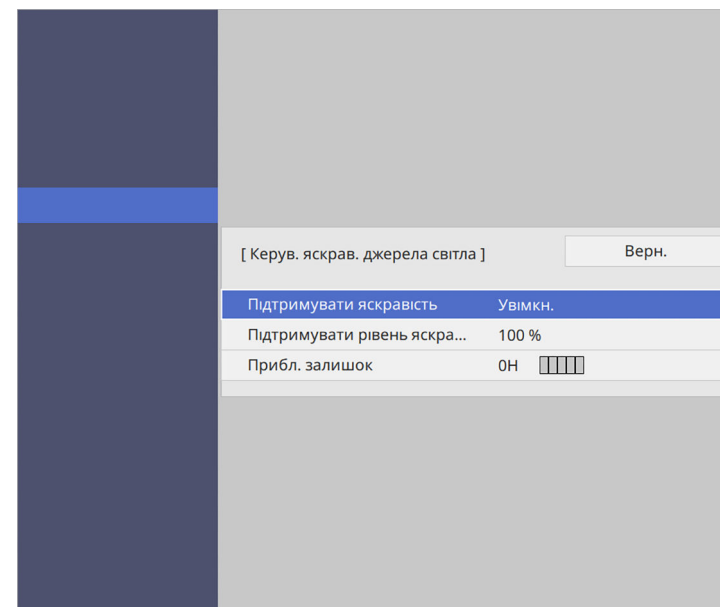 [ Керув. яскрав. джерела світла ]
Верн.
Підтримувати яскравість Увімкн.
Підтримувати рівень яскра... 100 %
Прибл. залишок 0H